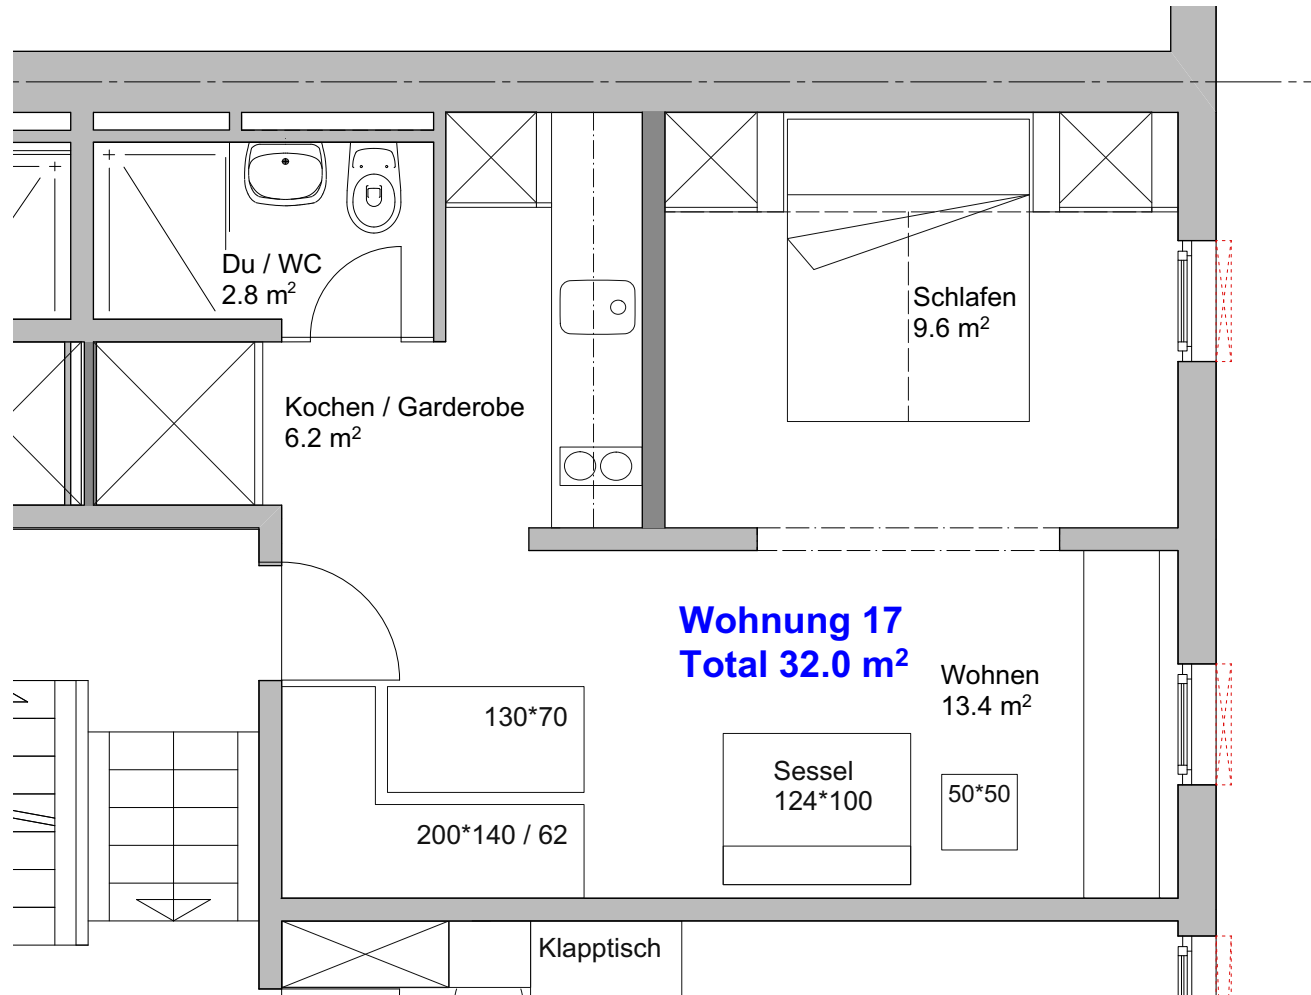 Du / WC
2.8 m²
Schlafen
9.6 m²
Kochen / Garderobe
6.2 m²
Wohnung 17
Total 32.0 m²
Wohnen
13.4 m²
130*70
Sessel
124*100
50*50
200*140 / 62
Klapptisch